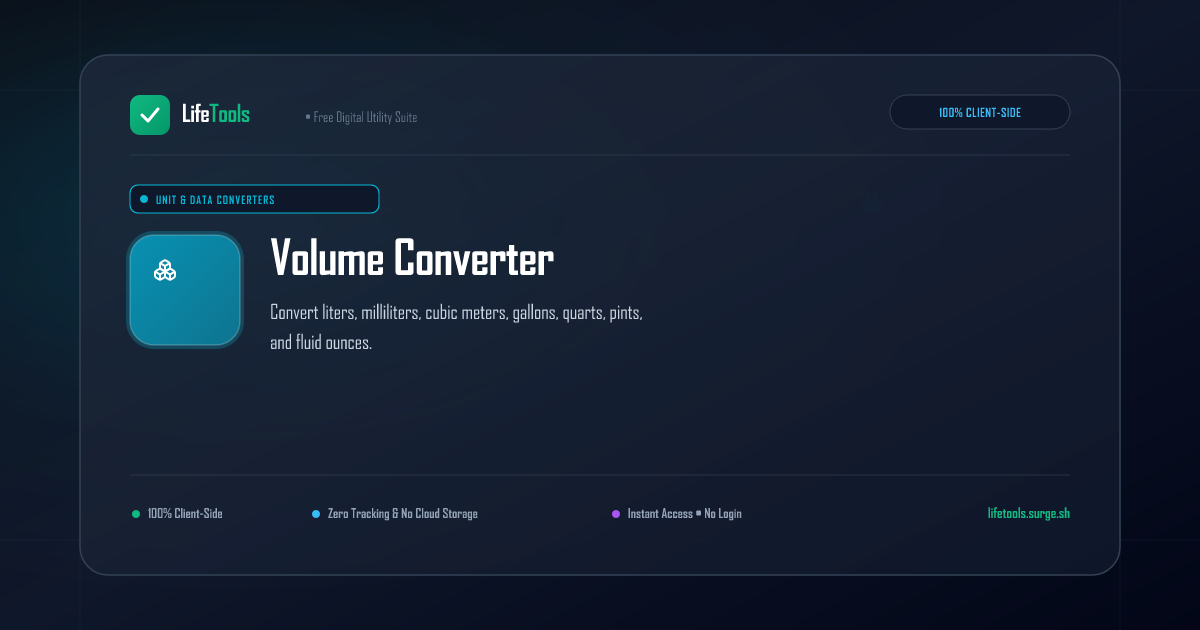 LifeTools
▪ Free Digital Utility Suite
100% CLIENT-SIDE
UNIT & DATA CONVERTERS
Volume Converter
Convert liters, milliliters, cubic meters, gallons, quarts, pints,
and fluid ounces.
100% Client-Side
Zero Tracking & No Cloud Storage
Instant Access ▪ No Login
lifetools.surge.sh